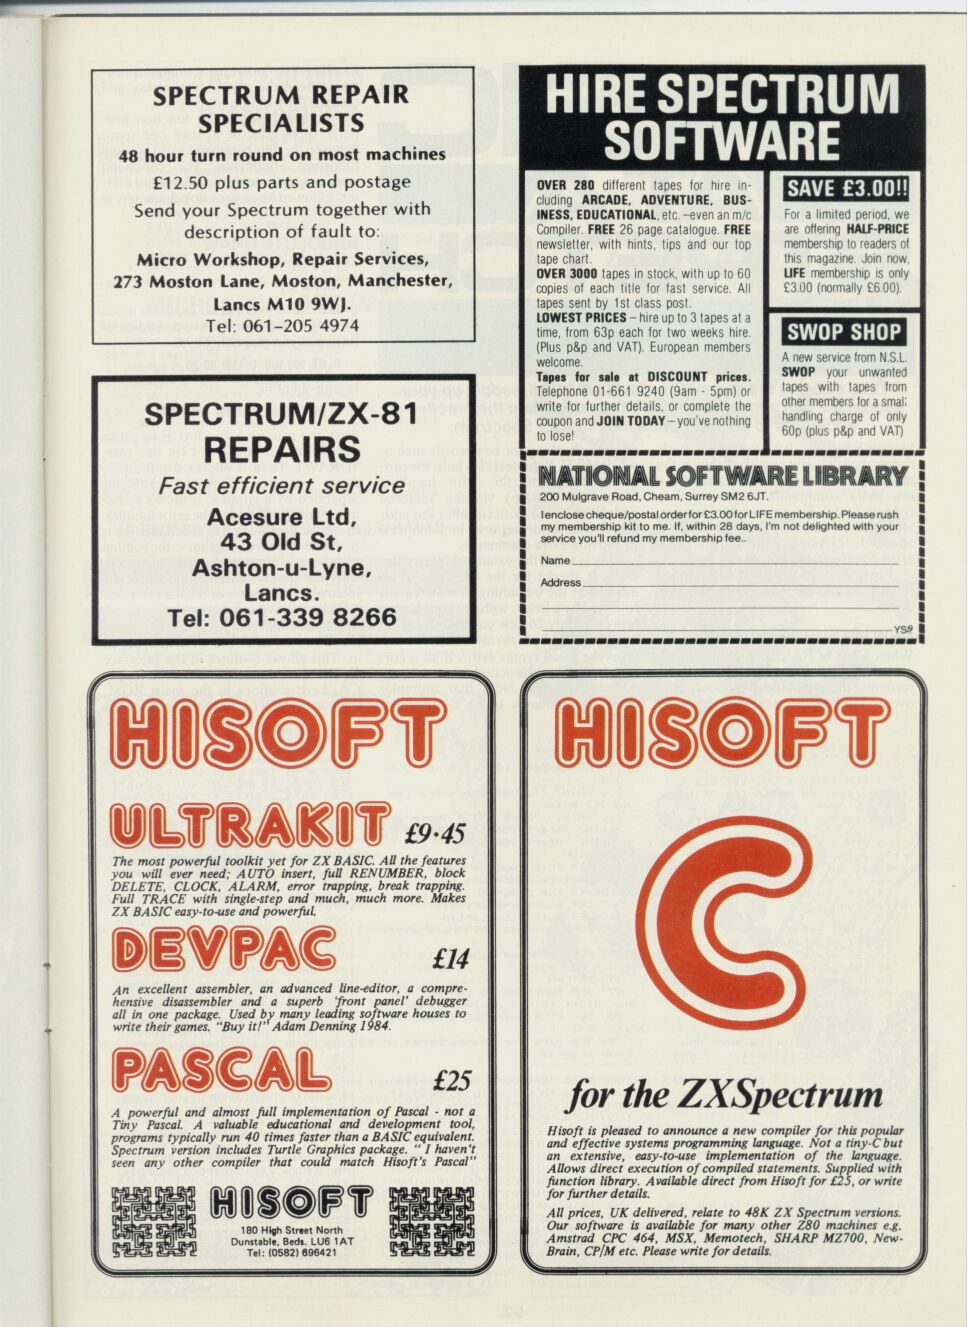 SPECTRUM REPAIR
SPECIALISTS
48 hour turn round on most machines
£12.50 plus parts and postage
Send your Spectrum together with
description of fault to:
Micro Workshop, Repair Services,
273 Moston Lane, Moston, Manchester,
Lancs M10 9WJ.
Tel: 061-205 4974
SPECTRUM/ZX-81
REPAIRS
Fast efficient service
Acesure Ltd,
43 Old St,
Ashton-u-Lyne,
Lancs.
Tel: 061-339 8266
HIRE SPECTRUM
SOFTWARE
OVER 280 different tapes for hire in-
cluding ARCADE, ADVENTURE, BUS-
INESS, EDUCATIONAL, etc. –even an m/c
Compiler. FREE 26 page catalogue. FREE
newsletter, with hints, tips and our top
tape chart.
OVER 3000 tapes in stock, with up to 60
copies of each title for fast service. All
tapes sent by 1st class post.
LOWEST PRICES – hire up to 3 tapes at a
time, from 63p each for two weeks hire.
(Plus p&p and VAT). European members
welcome.
Tapes for sale at DISCOUNT prices.
Telephone 01-661 9240 (9am - 5pm) or
write for further details, or complete the
coupon and JOIN TODAY – you've nothing
to lose!
SAVE £3.00!!
For a limited period, we
are offering HALF-PRICE
membership to readers of
this magazine. Join now,
LIFE membership is only
£3.00 (normally £6.00).
SWOP SHOP
A new service from N.S.L.
SWOP your unwanted
tapes with tapes from
other members for a small
handling charge of only
60p (plus p&p and VAT)
NATIONAL SOFTWARE LIBRARY
200 Mulgrave Road, Cheam, Surrey SM2 6JT.
I enclose cheque/postal order for £3.00 for LIFE membership. Please rush
my membership kit to me. If, within 28 days, I'm not delighted with your
service you'll refund my membership fee..
Name
Address
YS9
HISOFT
ULTRAKIT £9·45
The most powerful toolkit yet for ZX BASIC. All the features
you will ever need; AUTO insert, full RENUMBER, block
DELETE, CLOCK, ALARM, error trapping, break trapping.
Full TRACE with single-step and much, much more. Makes
ZX BASIC easy-to-use and powerful.
DEVPAC £14
An excellent assembler, an advanced line-editor, a compre-
hensive disassembler and a superb 'front panel' debugger
all in one package. Used by many leading software houses to
write their games. "Buy it!" Adam Denning 1984.
PASCAL £25
A powerful and almost full implementation of Pascal - not a
Tiny Pascal. A valuable educational and development tool,
programs typically run 40 times faster than a BASIC equivalent.
Spectrum version includes Turtle Graphics package. " I haven't
seen any other compiler that could match Hisoft's Pascal"
HISOFT
180 High Street North
Dunstable, Beds. LU6 1AT
Tel: (0582) 696421
HISOFT
C
for the ZXSpectrum
Hisoft is pleased to announce a new compiler for this popular
and effective systems programming language. Not a tiny-C but
an extensive, easy-to-use implementation of the language.
Allows direct execution of compiled statements. Supplied with
function library. Available direct from Hisoft for £25, or write
for further details.
All prices, UK delivered, relate to 48K ZX Spectrum versions.
Our software is available for many other Z80 machines e.g.
Amstrad CPC 464, MSX, Memotech, SHARP MZ700, New-
Brain, CP/M etc. Please write for details.